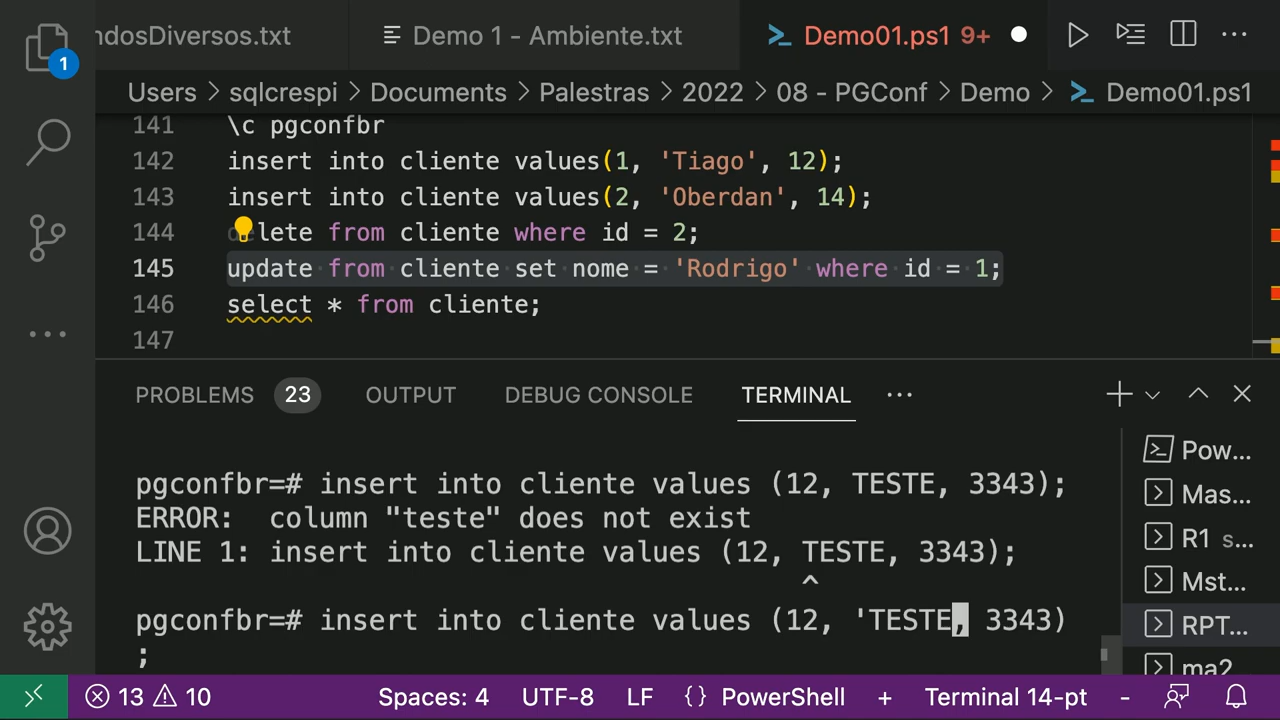 ndosDiversos.txt
Demo 1 - Ambiente.txt
Demo01.ps1 9+
1
Users > sqlcrespi > Documents > Palestras > 2022 > 08 - PGConf > Demo > Demo01.ps1
141 \c pgconfbr
142 insert into cliente values(1, 'Tiago', 12);
143 insert into cliente values(2, 'Oberdan', 14);
144 delete from cliente where id = 2;
145 update from cliente set nome = 'Rodrigo' where id = 1;
146 select * from cliente;
147
PROBLEMS 23 OUTPUT DEBUG CONSOLE TERMINAL ...
pgconfbr=# insert into cliente values (12, TESTE, 3343);
ERROR:  column "teste" does not exist
LINE 1: insert into cliente values (12, TESTE, 3343);
^
pgconfbr=# insert into cliente values (12, 'TESTE, 3343)
;
Pow...
Mas...
R1 s...
Mst...
RPT...
ma2
13 10 Spaces: 4 UTF-8 LF {} PowerShell + Terminal 14-pt -